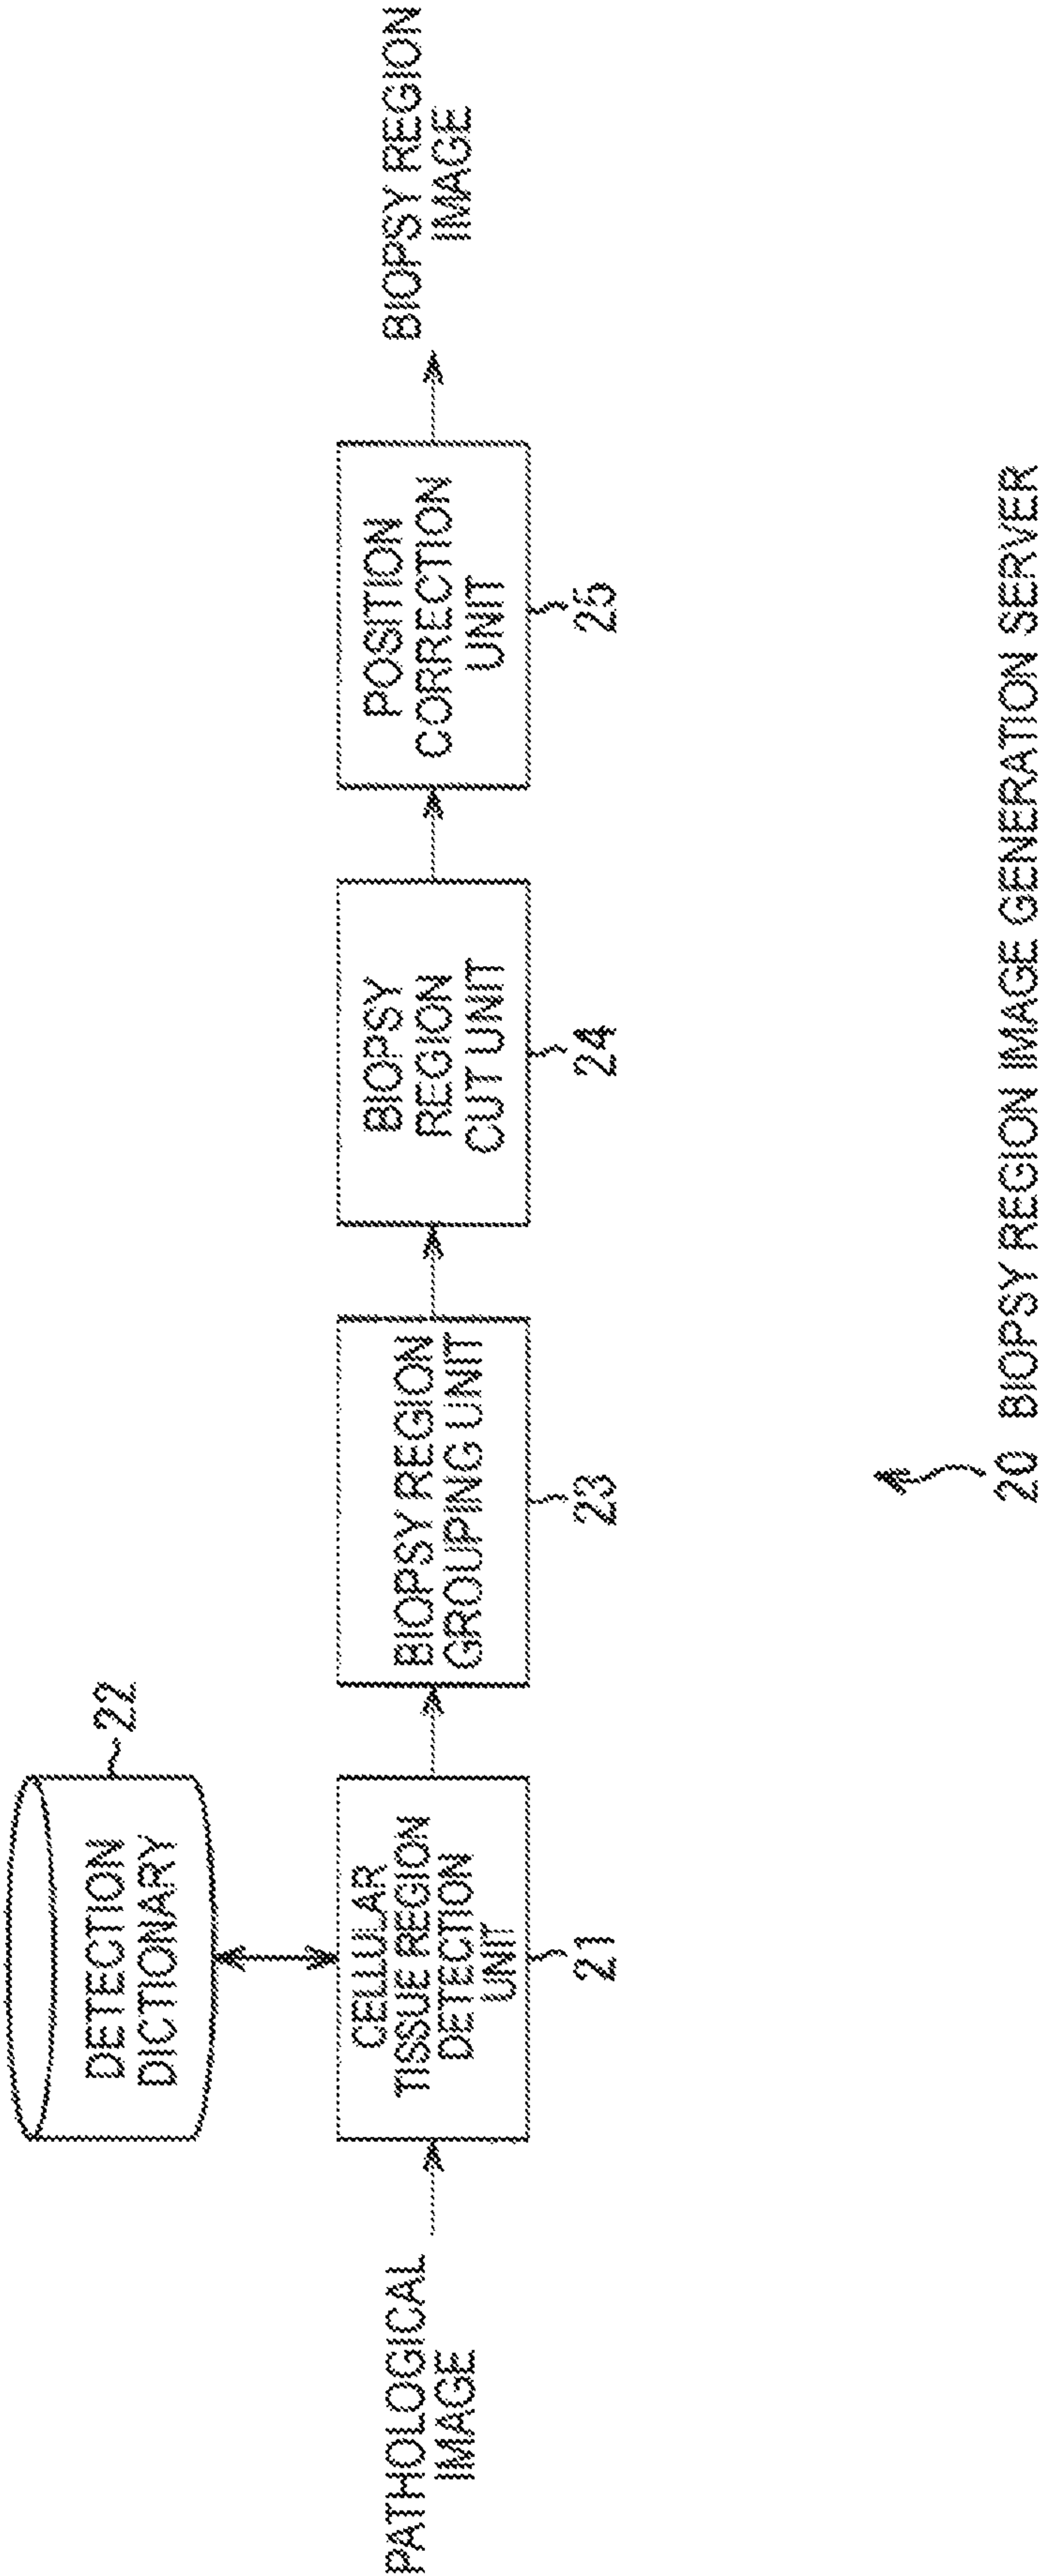 DETECTION
DICTIONARY
22
PATHOLOGICAL
IMAGE
CELLULAR
TISSUE REGION
DETECTION
UNIT
21
BIOPSY REGION
GROUPING UNIT
23
BIOPSY
REGION
CUT UNIT
24
POSITION
CORRECTION
UNIT
25
BIOPSY REGION
IMAGE
20 BIOPSY REGION IMAGE GENERATION SERVER